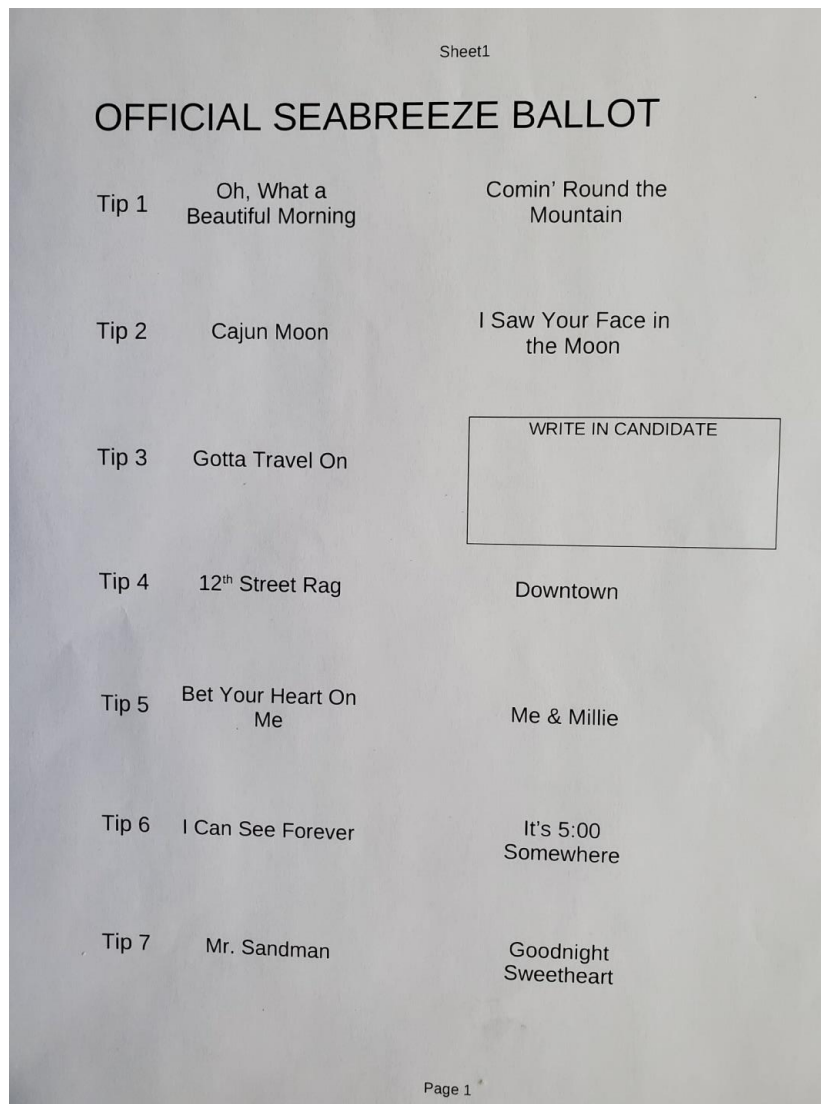 Sheet1
OFFICIAL SEABREEZE BALLOT
Tip 1
Oh, What a
Beautiful Morning
Comin' Round the
Mountain
Tip 2
Cajun Moon
I Saw Your Face in
the Moon
Tip 3
Gotta Travel On
WRITE IN CANDIDATE
Tip 4
12th Street Rag
Downtown
Tip 5
Bet Your Heart On
Me
Me & Millie
Tip 6
I Can See Forever
It's 5:00
Somewhere
Tip 7
Mr. Sandman
Goodnight
Sweetheart
Page 1